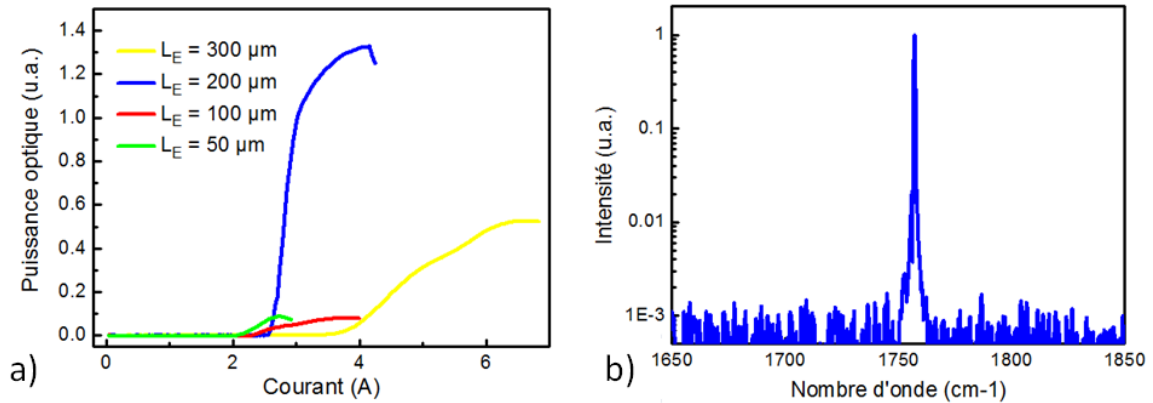 1.4
1.2
1.0
0.8
0.6
0.4
0.2
0.0
Puissance optique (u.a.)
L_E = 300 µm
L_E = 200 µm
L_E = 100 µm
L_E = 50 µm
0 2 4 6
Courant (A)
a)
1
0.1
0.01
1E-3
Intensité (u.a.)
1650 1700 1750 1800 1850
Nombre d'onde (cm-1)
b)